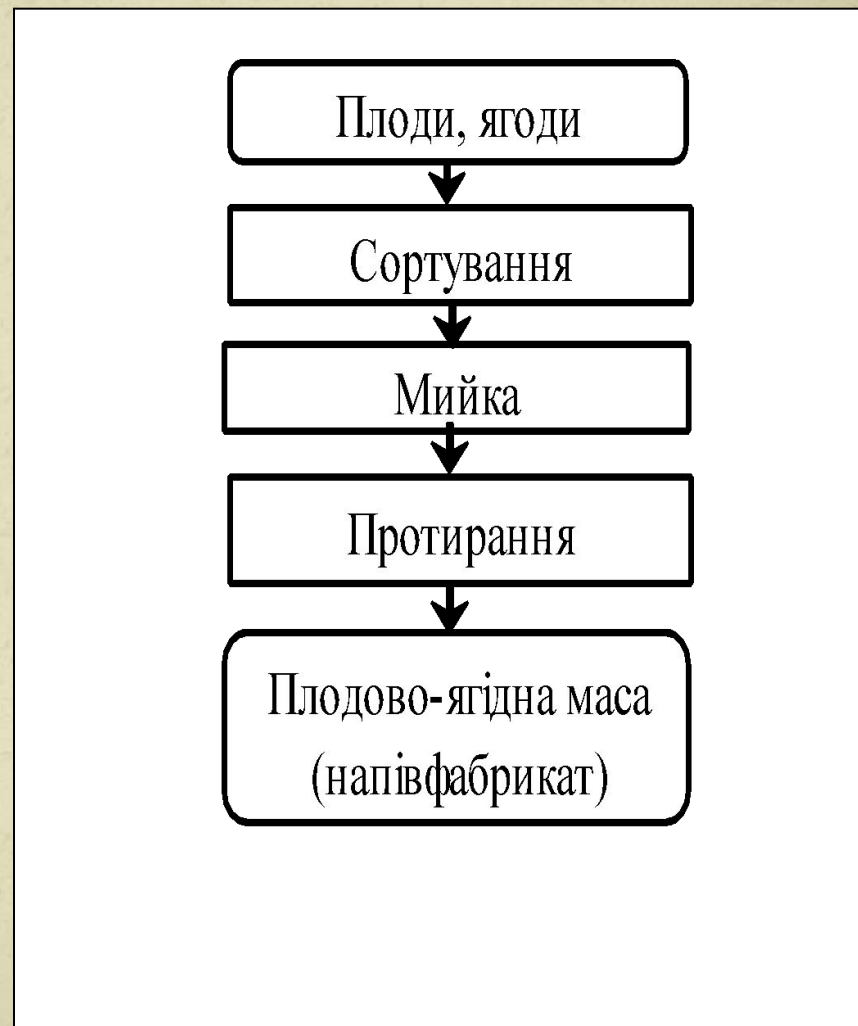 Плоди, ягоди
Сортування
Мийка
Протирання
Плодово-ягідна маса
(напівфабрикат)